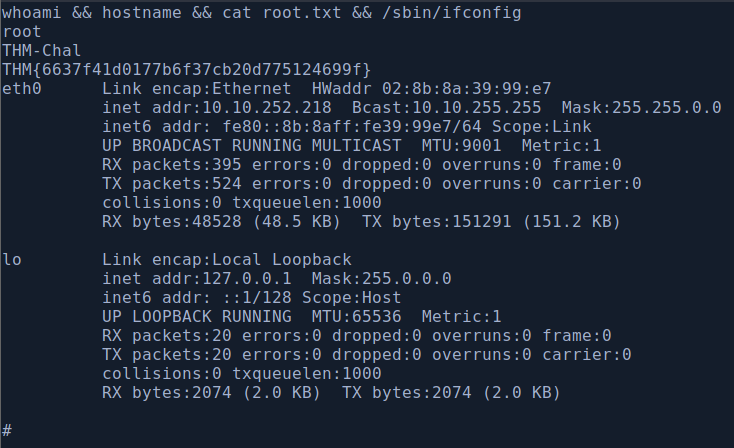 whoami && hostname && cat root.txt && /sbin/ifconfig
root
THM-Chal
THM{6637f41d0177b6f37cb20d775124699f}
eth0      Link encap:Ethernet  HWaddr 02:8b:8a:39:99:e7
          inet addr:10.10.252.218  Bcast:10.10.255.255  Mask:255.255.0.0
          inet6 addr: fe80::8b:8aff:fe39:99e7/64 Scope:Link
          UP BROADCAST RUNNING MULTICAST  MTU:9001  Metric:1
          RX packets:395 errors:0 dropped:0 overruns:0 frame:0
          TX packets:524 errors:0 dropped:0 overruns:0 carrier:0
          collisions:0 txqueuelen:1000
          RX bytes:48528 (48.5 KB)  TX bytes:151291 (151.2 KB)

lo        Link encap:Local Loopback
          inet addr:127.0.0.1  Mask:255.0.0.0
          inet6 addr: ::1/128 Scope:Host
          UP LOOPBACK RUNNING  MTU:65536  Metric:1
          RX packets:20 errors:0 dropped:0 overruns:0 frame:0
          TX packets:20 errors:0 dropped:0 overruns:0 carrier:0
          collisions:0 txqueuelen:1000
          RX bytes:2074 (2.0 KB)  TX bytes:2074 (2.0 KB)

#